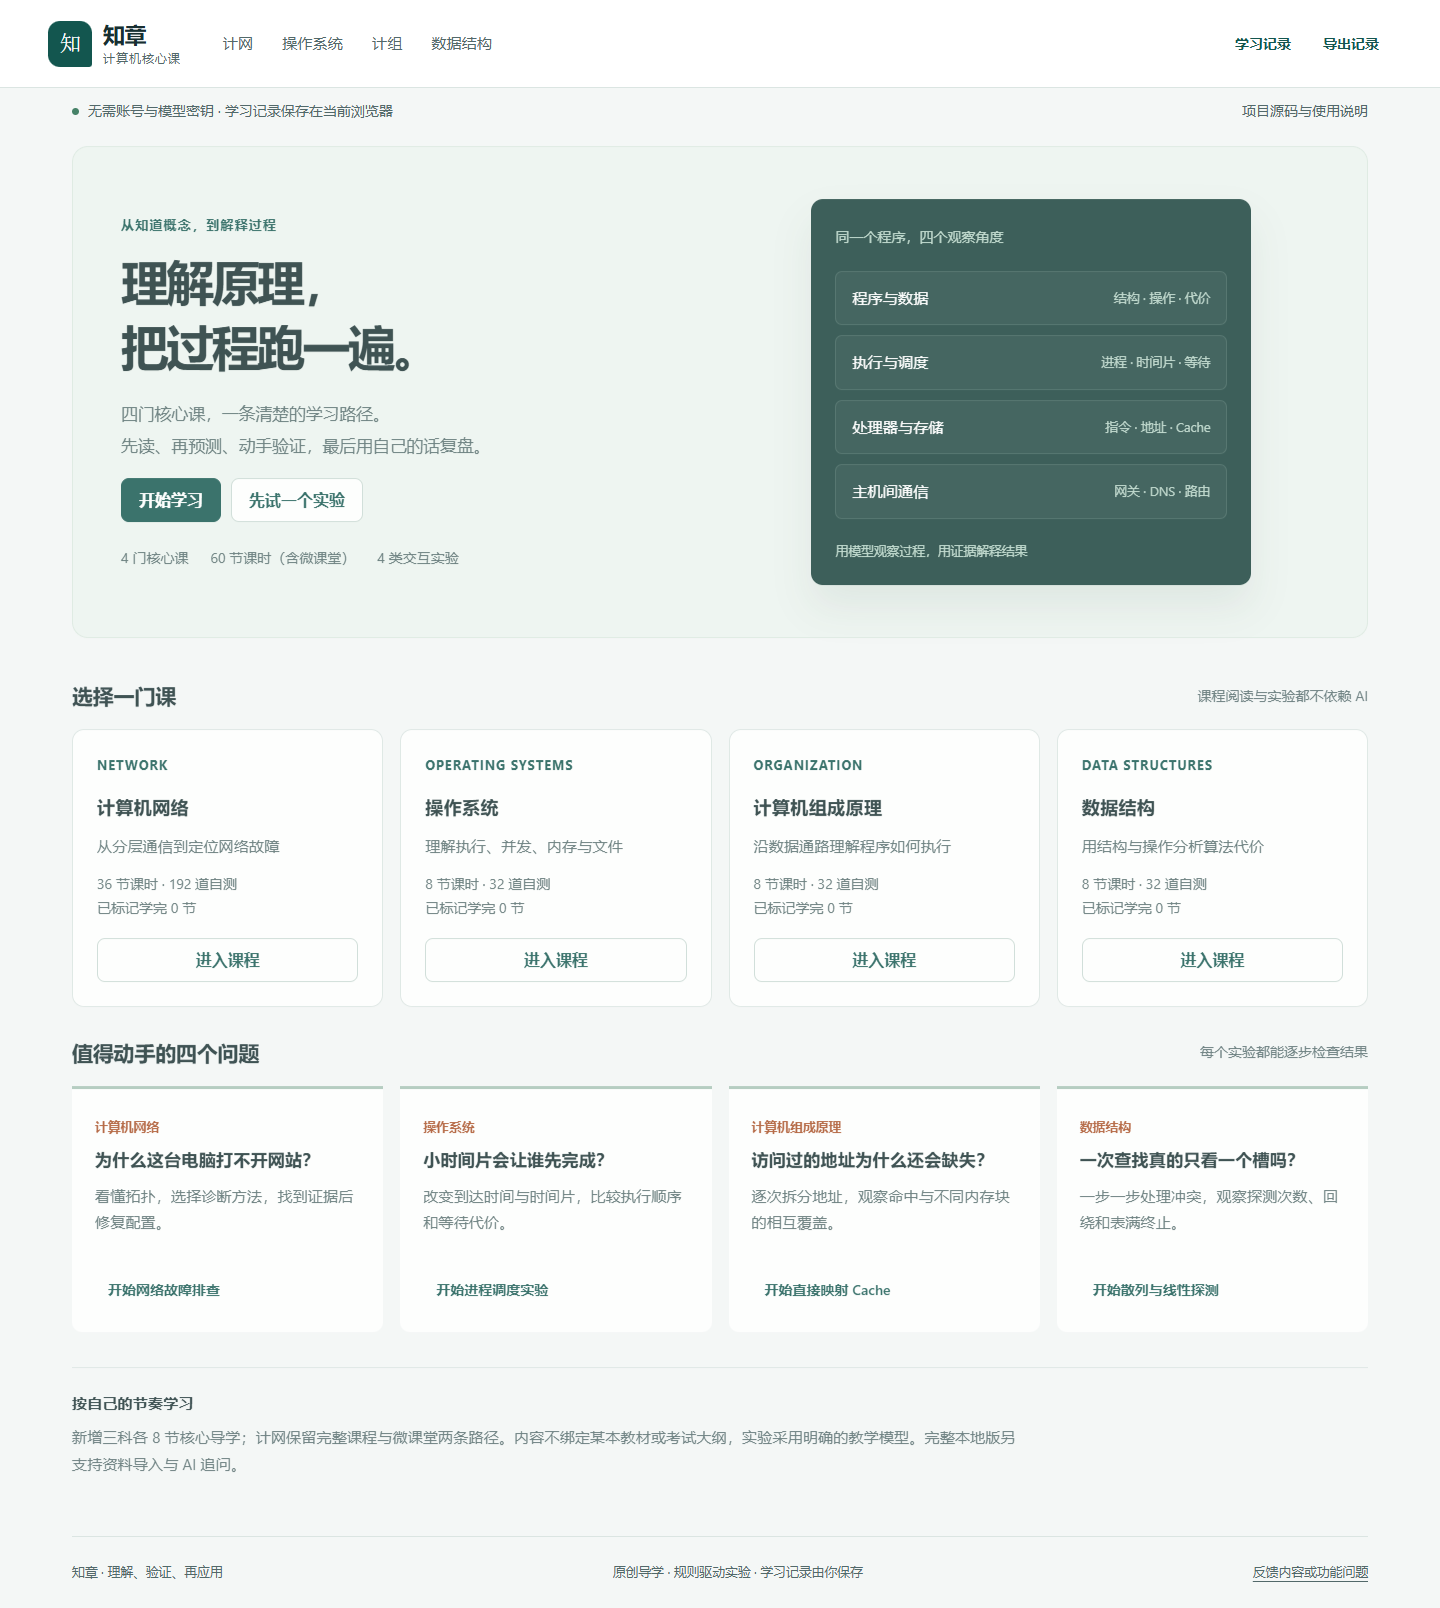 知
知章
计算机核心课
计网
操作系统
计组
数据结构
学习记录
导出记录
无需账号与模型密钥 · 学习记录保存在当前浏览器
项目源码与使用说明
从知道概念，到解释过程
理解原理，
把过程跑一遍。
四门核心课，一条清楚的学习路径。
先读、再预测、动手验证，最后用自己的话复盘。
开始学习
先试一个实验
4 门核心课
60 节课时（含微课堂）
4 类交互实验
同一个程序，四个观察角度
程序与数据
结构 · 操作 · 代价
执行与调度
进程 · 时间片 · 等待
处理器与存储
指令 · 地址 · Cache
主机间通信
网关 · DNS · 路由
用模型观察过程，用证据解释结果
选择一门课
课程阅读与实验都不依赖 AI
NETWORK
计算机网络
从分层通信到定位网络故障
36 节课时 · 192 道自测
已标记学完 0 节
进入课程
OPERATING SYSTEMS
操作系统
理解执行、并发、内存与文件
8 节课时 · 32 道自测
已标记学完 0 节
进入课程
ORGANIZATION
计算机组成原理
沿数据通路理解程序如何执行
8 节课时 · 32 道自测
已标记学完 0 节
进入课程
DATA STRUCTURES
数据结构
用结构与操作分析算法代价
8 节课时 · 32 道自测
已标记学完 0 节
进入课程
值得动手的四个问题
每个实验都能逐步检查结果
计算机网络
为什么这台电脑打不开网站？
看懂拓扑，选择诊断方法，找到证据后
修复配置。
开始网络故障排查
操作系统
小时间片会让谁先完成？
改变到达时间与时间片，比较执行顺序
和等待代价。
开始进程调度实验
计算机组成原理
访问过的地址为什么还会缺失？
逐次拆分地址，观察命中与不同内存块
的相互覆盖。
开始直接映射 Cache
数据结构
一次查找真的只看一个槽吗？
一步一步处理冲突，观察探测次数、回
绕和表满终止。
开始散列与线性探测
按自己的节奏学习
新增三科各 8 节核心导学；计网保留完整课程与微课堂两条路径。内容不绑定某本教材或考试大纲，实验采用明确的教学模型。完整本地版另
支持资料导入与 AI 追问。
知章 · 理解、验证、再应用
原创导学 · 规则驱动实验 · 学习记录由你保存
反馈内容或功能问题